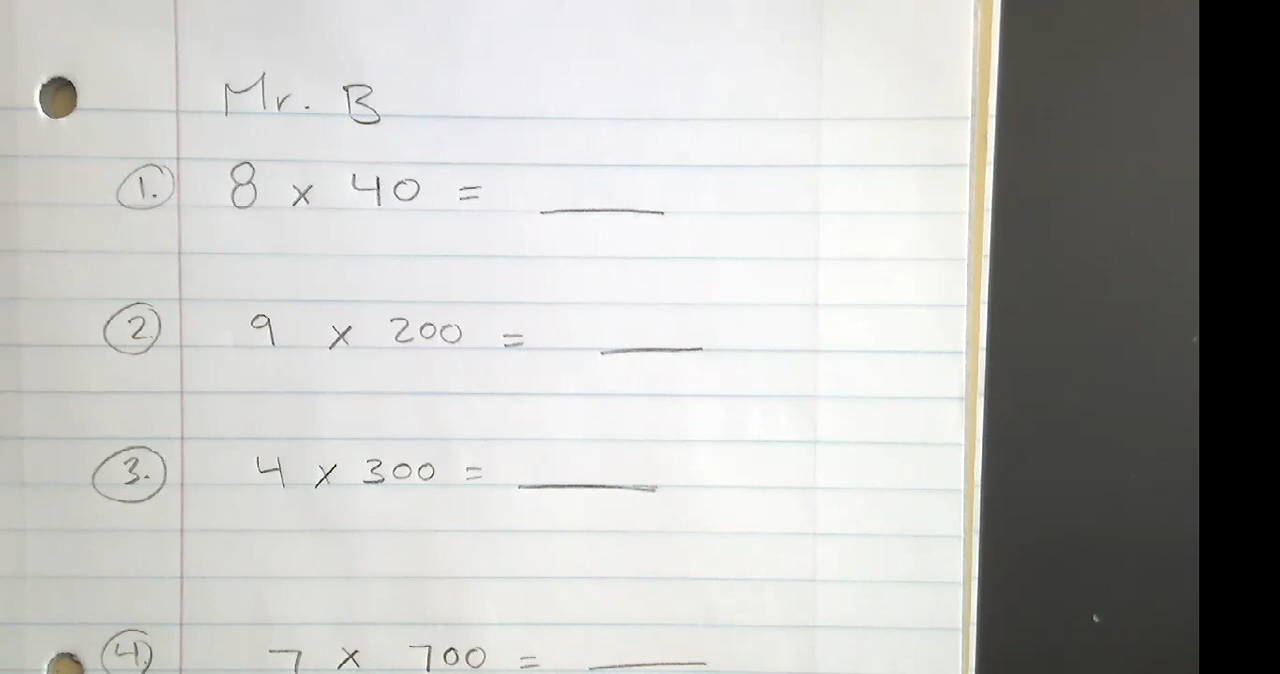 Mr. B
1. 8 x 40 = ____
2. 9 x 200 = ____
3. 4 x 300 = ____
4. 7 x 700 = ____